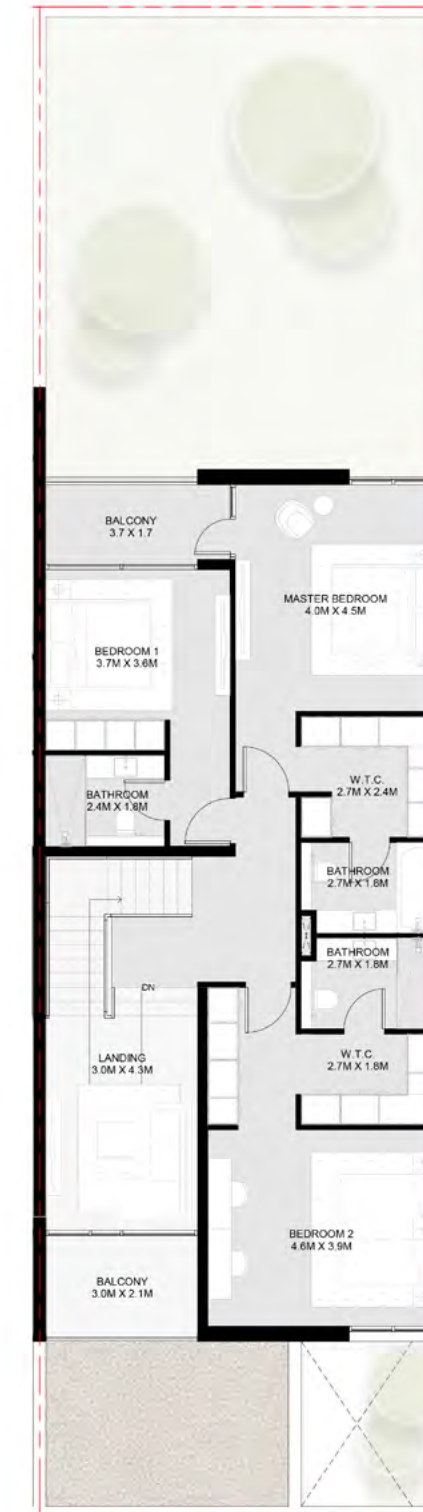 BALCONY
3.7 X 1.7
MASTER BEDROOM
4.0M X 4.5M
BEDROOM 1
3.7M X 3.6M
W.T.C.
2.7M X 2.4M
BATHROOM
2.4M X 1.8M
BATHROOM
2.7M X 1.8M
BATHROOM
2.7M X 1.8M
DN
LANDING
3.0M X 4.3M
W.T.C.
2.7M X 1.8M
BEDROOM 2
4.6M X 3.9M
BALCONY
3.0M X 2.1M